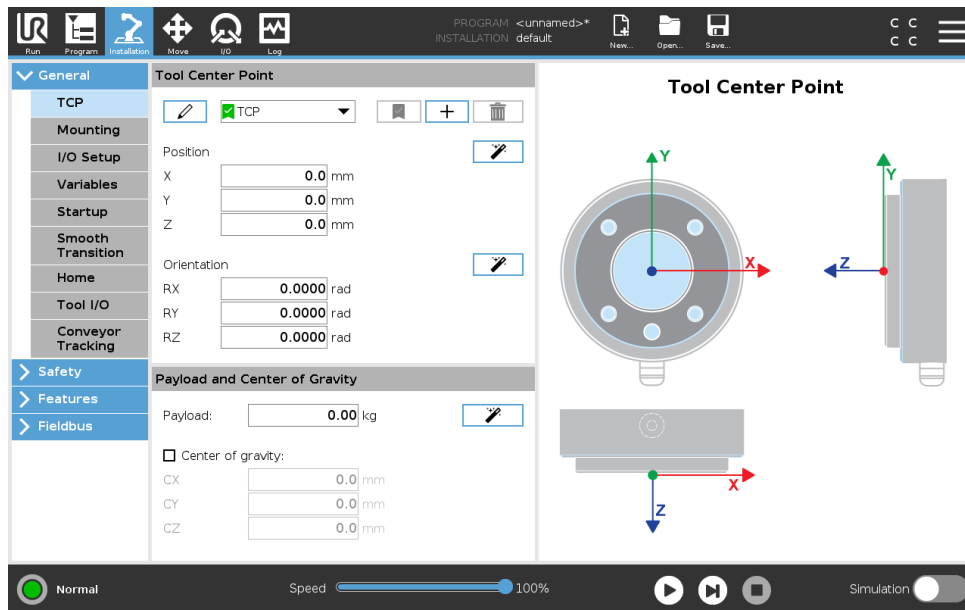 PROGRAM <unnamed>*
INSTALLATION default
Run Program Installation Move I/O Log New... Open... Save...
C C
C C
General
TCP
Mounting
I/O Setup
Variables
Startup
Smooth
Transition
Home
Tool I/O
Conveyor
Tracking
Safety
Features
Fieldbus
Tool Center Point
TCP
Position
X 0.0 mm
Y 0.0 mm
Z 0.0 mm
Orientation
RX 0.0000 rad
RY 0.0000 rad
RZ 0.0000 rad
Payload and Center of Gravity
Payload: 0.00 kg
Center of gravity:
CX 0.0 mm
CY 0.0 mm
CZ 0.0 mm
Tool Center Point
Y
X
Y
Z
X
Z
Normal
Speed 100%
Simulation